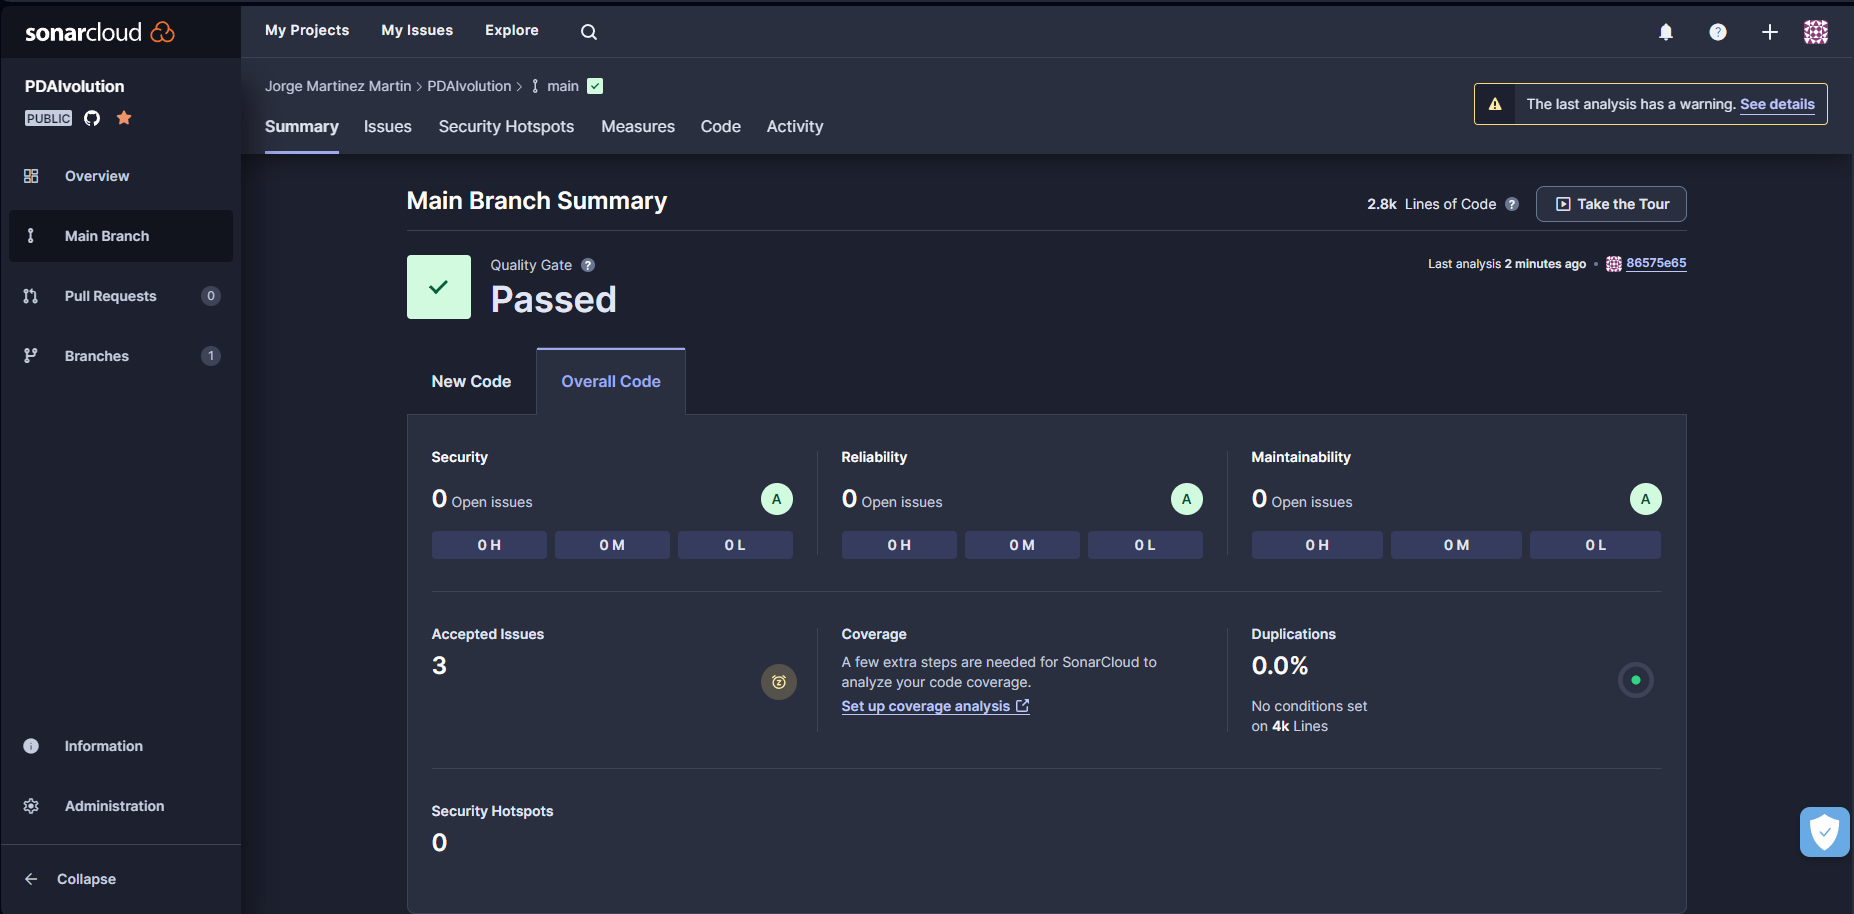 sonarcloud
My Projects
My Issues
Explore
PDAIvolution
PUBLIC
Overview
Main Branch
Pull Requests 0
Branches 1
Information
Administration
Collapse
Jorge Martinez Martin > PDAIvolution > main
The last analysis has a warning. See details
Summary
Issues
Security Hotspots
Measures
Code
Activity
Main Branch Summary
2.8k Lines of Code ?
Take the Tour
Quality Gate ?
Passed
Last analysis 2 minutes ago • 86575e65
New Code
Overall Code
Security
0 Open issues
A
0 H
0 M
0 L
Reliability
0 Open issues
A
0 H
0 M
0 L
Maintainability
0 Open issues
A
0 H
0 M
0 L
Accepted Issues
3
Coverage
A few extra steps are needed for SonarCloud to
analyze your code coverage.
Set up coverage analysis
Duplications
0.0%
No conditions set
on 4k Lines
Security Hotspots
0